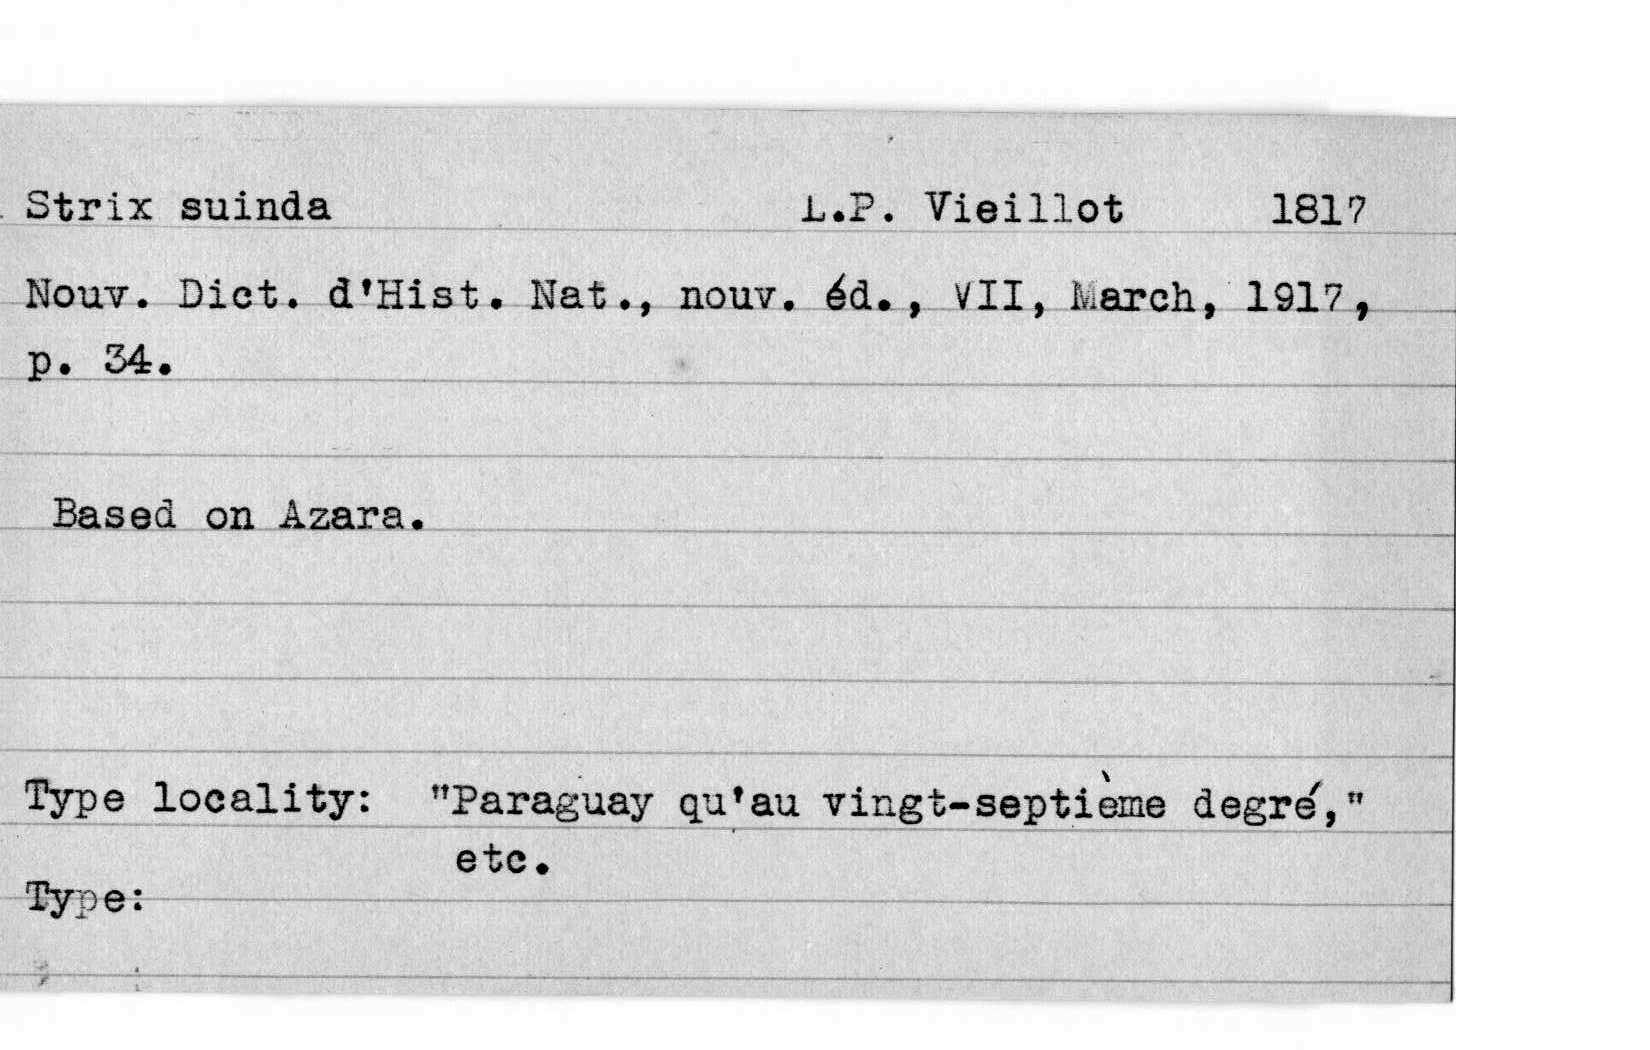 Strix suinda L.P. Vieillot 1817
Nouv. Dict. d'Hist. Nat., nouv. éd., VII, March, 1917,
p. 34.
Based on Azara.
Type locality: "Paraguay qu'au vingt-septième degré,"
etc.
Type: